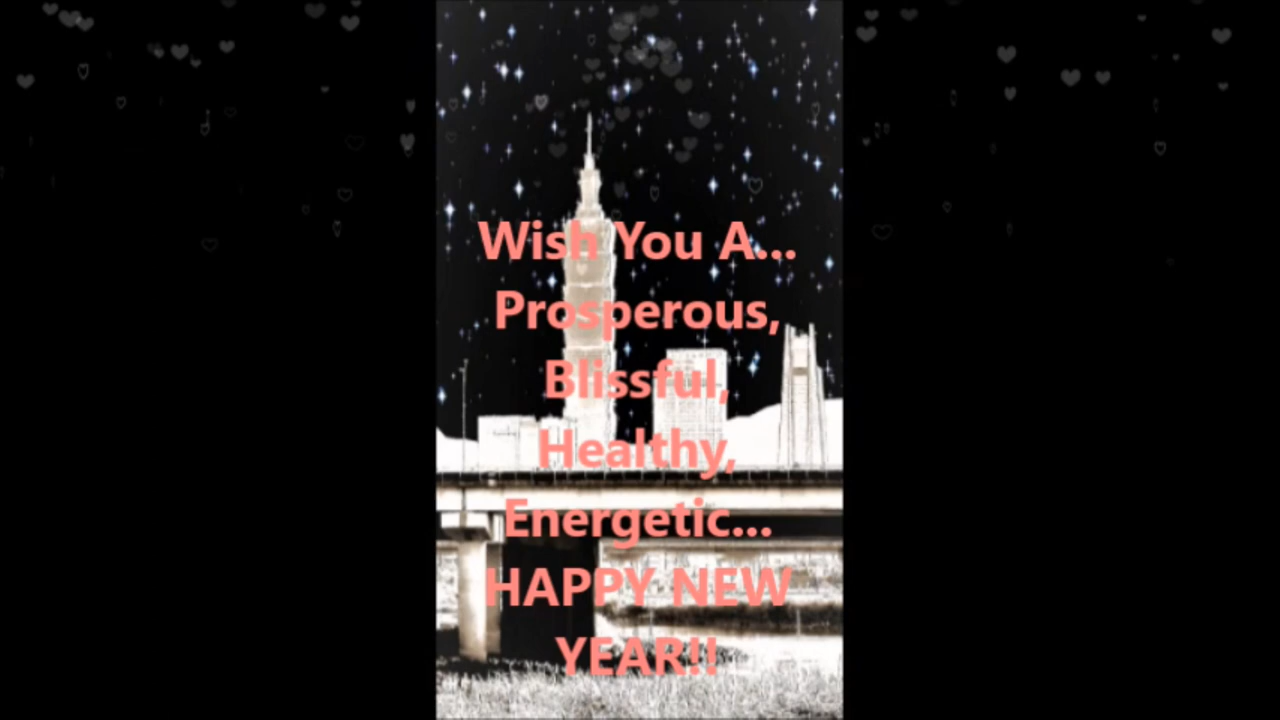 Wish You A...
Prosperous,
Blissful,
Healthy,
Energetic...
HAPPY NEW
YEAR!!